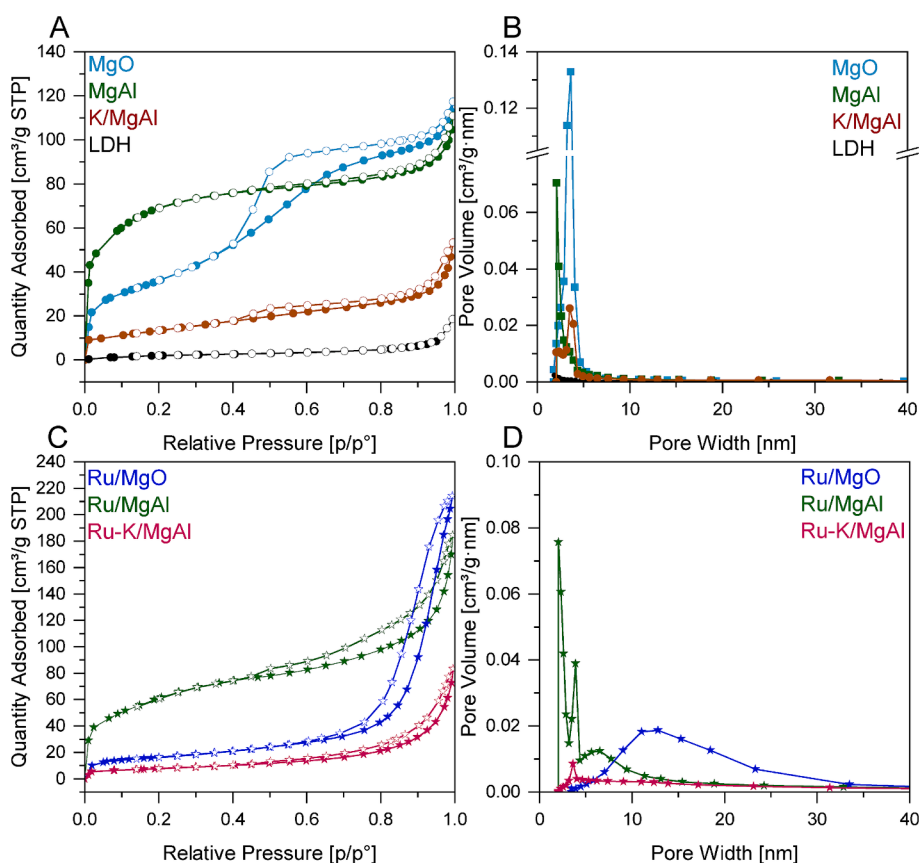 A
B
140
120
100
80
60
40
20
0
Quantity Adsorbed [cm³/g STP]
MgO
MgAl
K/MgAl
LDH
0.0
0.2
0.4
0.6
0.8
1.0
Relative Pressure [p/p°]
0.14
0.12
0.06
0.04
0.02
0.00
Pore Volume [cm³/g·nm]
MgO
MgAl
K/MgAl
LDH
0
10
20
30
40
Pore Width [nm]
C
D
240
220
200
180
160
140
120
100
80
60
40
20
0
Quantity Adsorbed [cm³/g STP]
Ru/MgO
Ru/MgAl
Ru-K/MgAl
0.0
0.2
0.4
0.6
0.8
1.0
Relative Pressure [p/p°]
0.10
0.08
0.06
0.04
0.02
0.00
Pore Volume [cm³/g·nm]
Ru/MgO
Ru/MgAl
Ru-K/MgAl
0
10
20
30
40
Pore Width [nm]